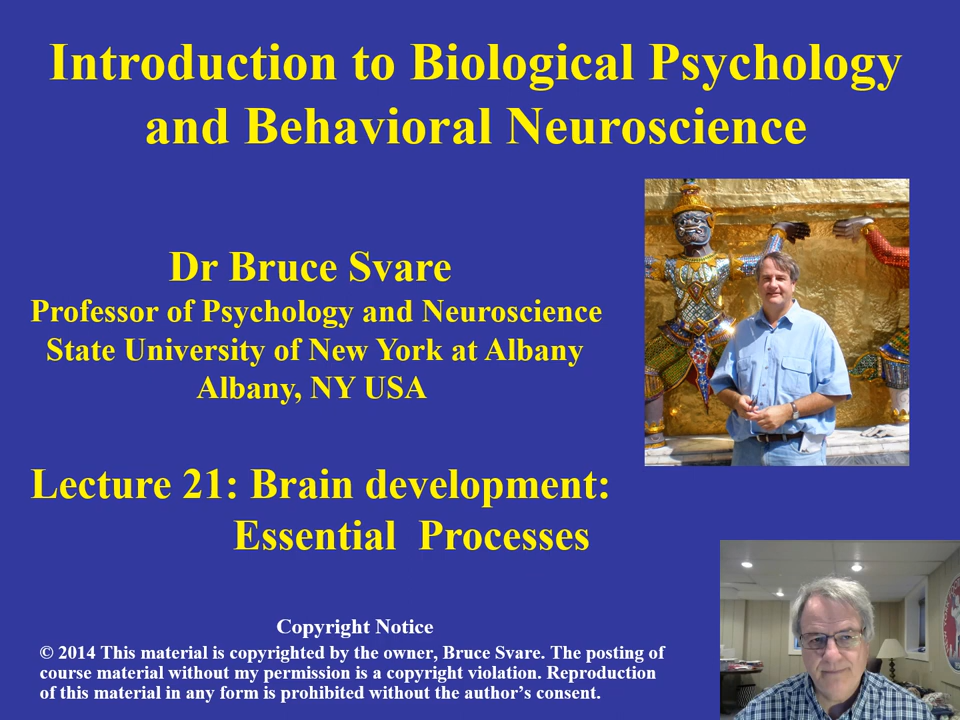 Introduction to Biological Psychology
and Behavioral Neuroscience
Dr Bruce Svare
Professor of Psychology and Neuroscience
State University of New York at Albany
Albany, NY USA
Lecture 21: Brain development:
Essential Processes
Copyright Notice
© 2014 This material is copyrighted by the owner, Bruce Svare. The posting of
course material without my permission is a copyright violation. Reproduction
of this material in any form is prohibited without the author’s consent.